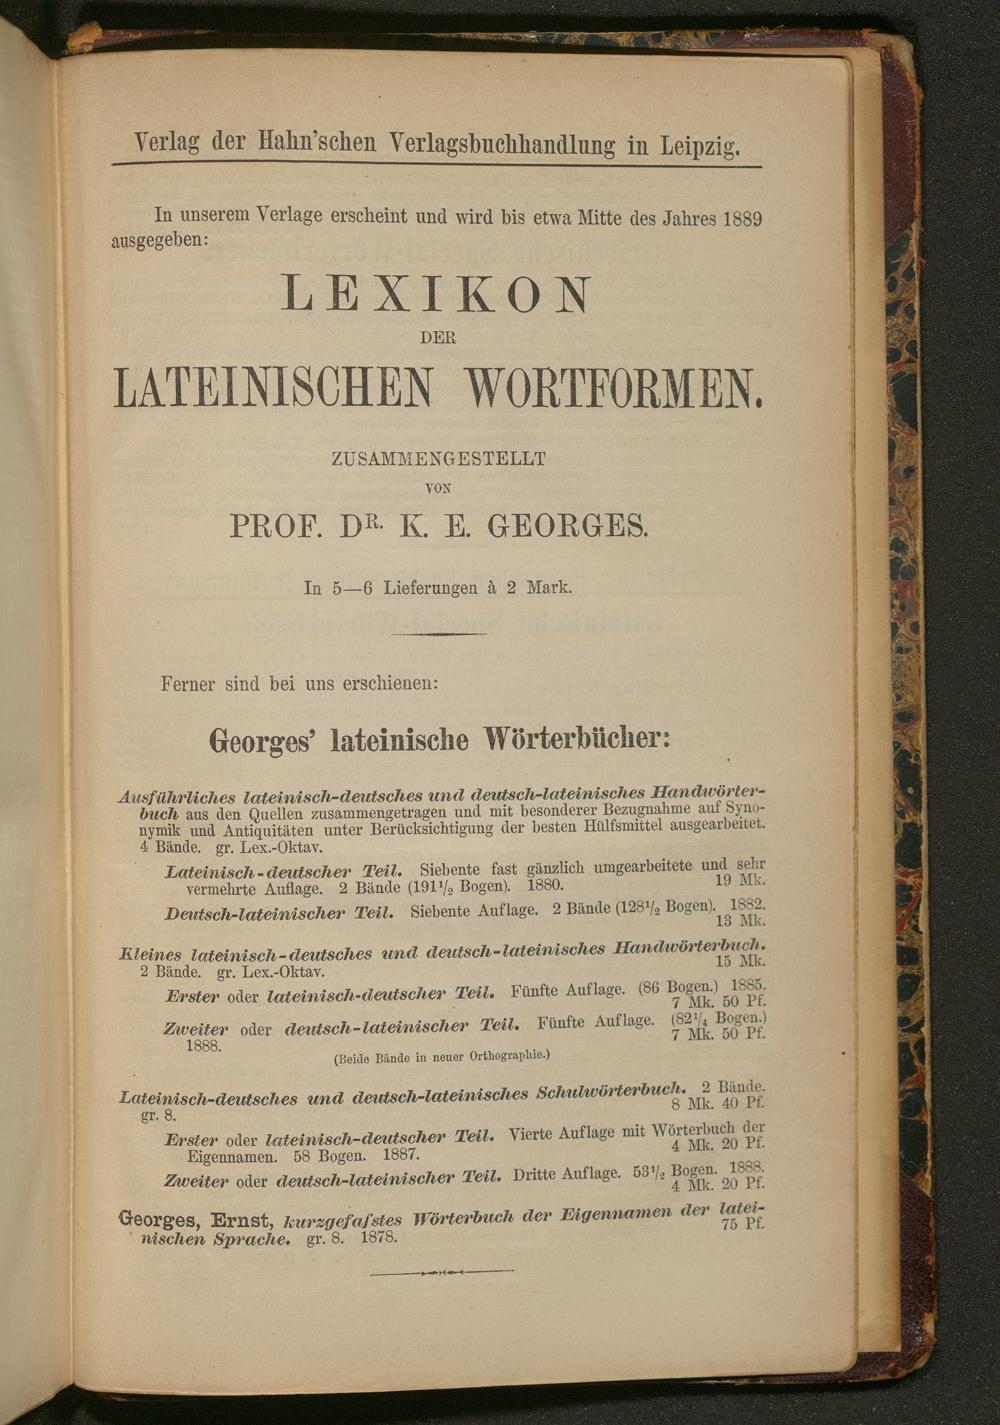 Verlag der Hahn'schen Verlagsbuchhandlung in Leipzig.
In unserem Verlage erscheint und wird bis etwa Mitte des Jahres 1889
ausgegeben:
LEXIKON
DER
LATEINISCHEN WORTFORMEN.
ZUSAMMENGESTELLT
VON
PROF. DR. K. E. GEORGES.
In 5—6 Lieferungen à 2 Mark.
Ferner sind bei uns erschienen:
Georges' lateinische Wörterbücher:
Ausführliches lateinisch-deutsches und deutsch-lateinisches Handwörter-
buch aus den Quellen zusammengetragen und mit besonderer Bezugnahme auf Syno-
nymik und Antiquitäten unter Berücksichtigung der besten Hülfsmittel ausgearbeitet.
4 Bände. gr. Lex.-Oktav.
Lateinisch-deutscher Teil. Siebente fast gänzlich umgearbeitete und sehr
vermehrte Auflage. 2 Bände (191½ Bogen). 1880. 19 Mk.
Deutsch-lateinischer Teil. Siebente Auflage. 2 Bände (128½ Bogen). 1882.
13 Mk.
Kleines lateinisch-deutsches und deutsch-lateinisches Handwörterbuch.
2 Bände. gr. Lex.-Oktav. 15 Mk.
Erster oder lateinisch-deutscher Teil. Fünfte Auflage. (86 Bogen.) 1885.
7 Mk. 50 Pf.
Zweiter oder deutsch-lateinischer Teil. Fünfte Auflage. (82¼ Bogen.)
1888. 7 Mk. 50 Pf.
(Beide Bände in neuer Orthographie.)
Lateinisch-deutsches und deutsch-lateinisches Schulwörterbuch. 2 Bände.
gr. 8. 8 Mk. 40 Pf.
Erster oder lateinisch-deutscher Teil. Vierte Auflage mit Wörterbuch der
Eigennamen. 58 Bogen. 1887. 4 Mk. 20 Pf.
Zweiter oder deutsch-lateinischer Teil. Dritte Auflage. 53½ Bogen. 1888.
4 Mk. 20 Pf.
Georges, Ernst, kurzgefaſstes Wörterbuch der Eigennamen der latei-
nischen Sprache. gr. 8. 1878. 75 Pf.